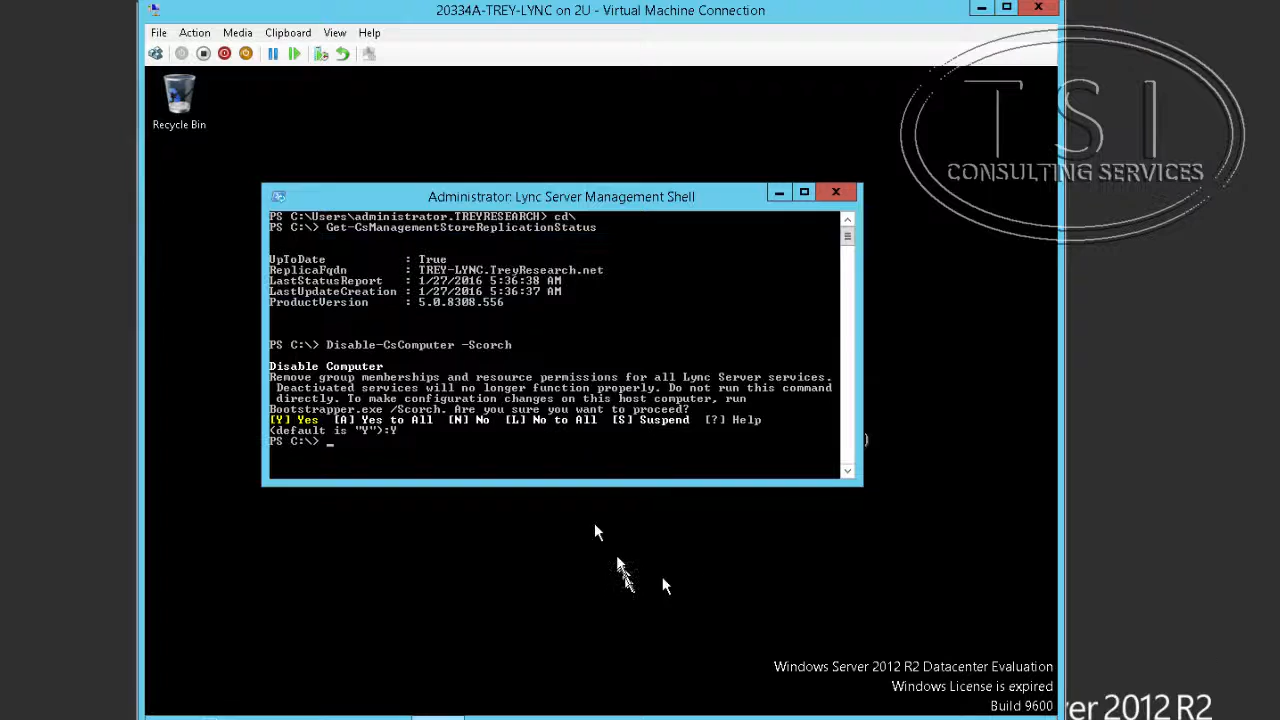 20334A-TREY-LYNC on 2U - Virtual Machine Connection
File Action Media Clipboard View Help
TSI
CONSULTING SERVICES
Recycle Bin
Administrator: Lync Server Management Shell
PS C:\Users\administrator.TREYRESEARCH> cd\
PS C:\> Get-CsManagementStoreReplicationStatus
UpToDate : True
ReplicaFqdn : TREY-LYNC.TreyResearch.net
LastStatusReport : 1/27/2016 5:36:38 AM
LastUpdateCreation : 1/27/2016 5:36:37 AM
ProductVersion : 5.0.8308.556
PS C:\> Disable-CsComputer -Scorch
Disable Computer
Remove group memberships and resource permissions for all Lync Server services.
Deactivated services will no longer function properly. Do not run this command
directly. To make configuration changes on this host computer, run
Bootstrapper.exe /Scorch. Are you sure you want to proceed?
[Y] Yes [A] Yes to All [N] No [L] No to All [S] Suspend [?] Help
(default is "Y"):Y
PS C:\> _
)
Windows Server 2012 R2 Datacenter Evaluation
Windows License is expired
Build 9600
ver 2012 R2